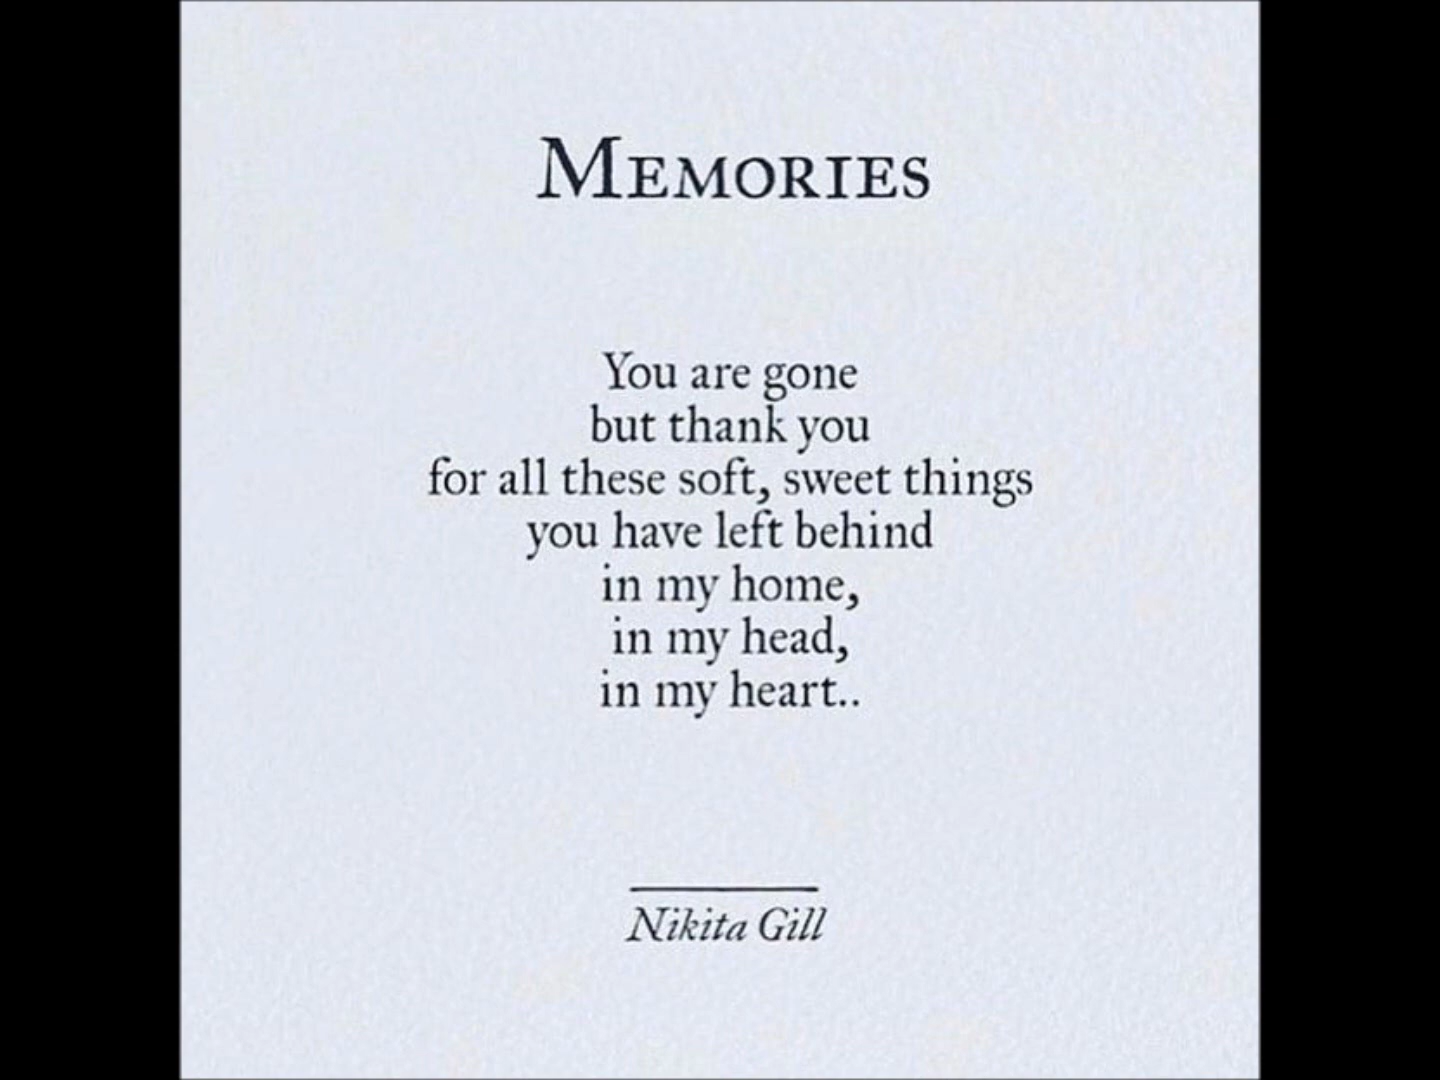 MEMORIES
You are gone
but thank you
for all these soft, sweet things
you have left behind
in my home,
in my head,
in my heart..
Nikita Gill